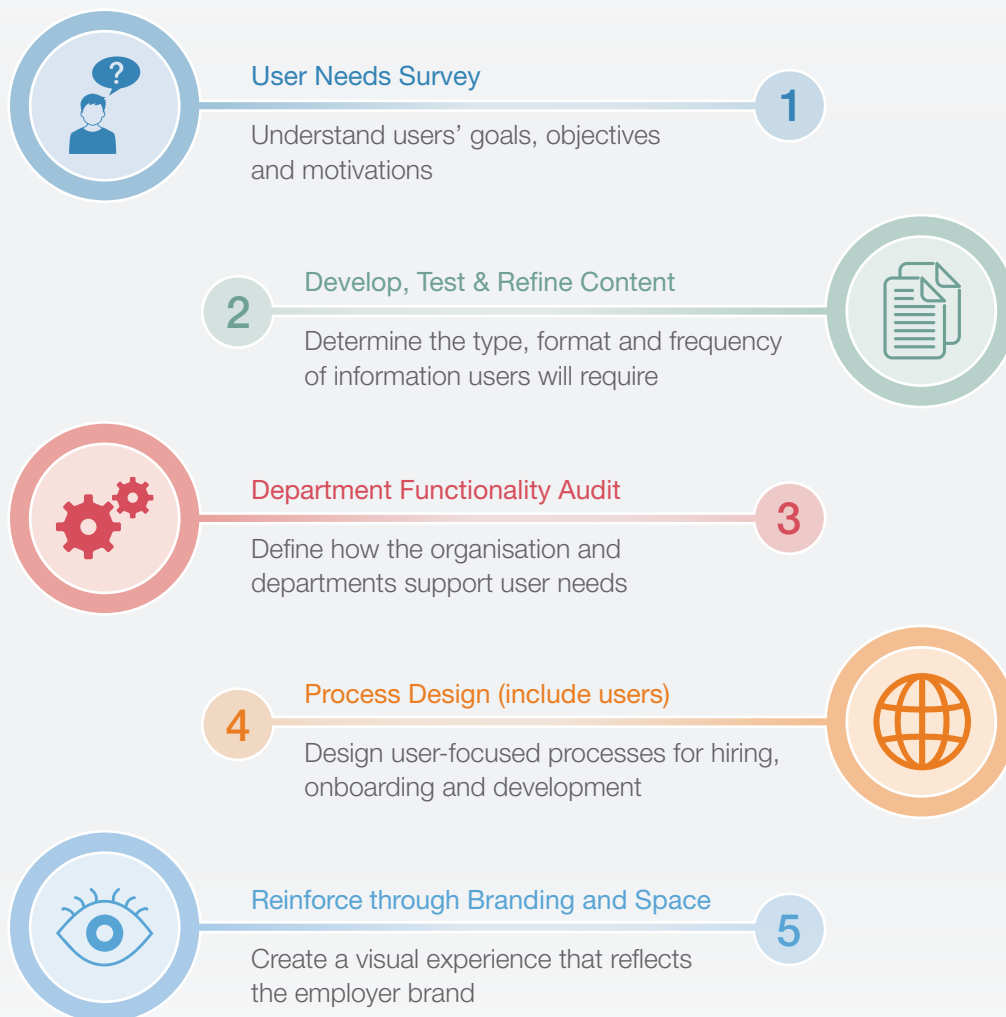 ?
User Needs Survey
1
Understand users’ goals, objectives
and motivations
Develop, Test & Refine Content
2
Determine the type, format and frequency
of information users will require
Department Functionality Audit
3
Define how the organisation and
departments support user needs
Process Design (include users)
4
Design user-focused processes for hiring,
onboarding and development
Reinforce through Branding and Space
5
Create a visual experience that reflects
the employer brand